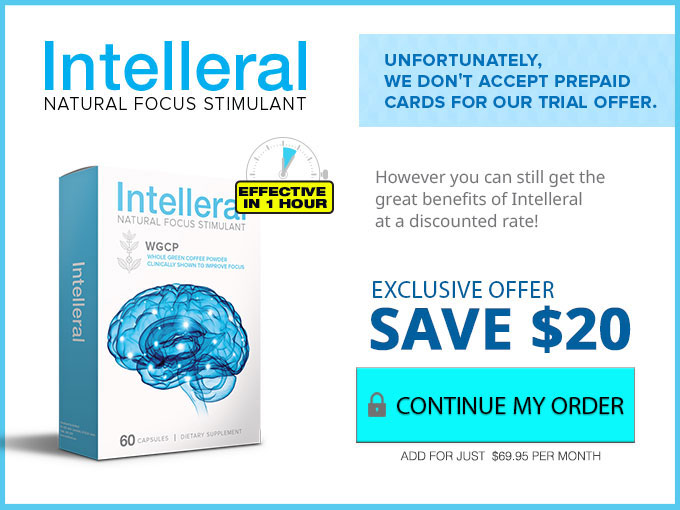 Intelleral
NATURAL FOCUS STIMULANT
UNFORTUNATELY,
WE DON'T ACCEPT PREPAID
CARDS FOR OUR TRIAL OFFER.
However you can still get the
great benefits of Intelleral
at a discounted rate!
EXCLUSIVE OFFER
SAVE $20
CONTINUE MY ORDER
ADD FOR JUST $69.95 PER MONTH
EFFECTIVE
IN 1 HOUR
Intelleral
NATURAL FOCUS STIMULANT
WGCP
WHOLE GREEN COFFEE POWDER
CLINICALLY SHOWN TO IMPROVE FOCUS
60 CAPSULES | DIETARY SUPPLEMENT
Intelleral